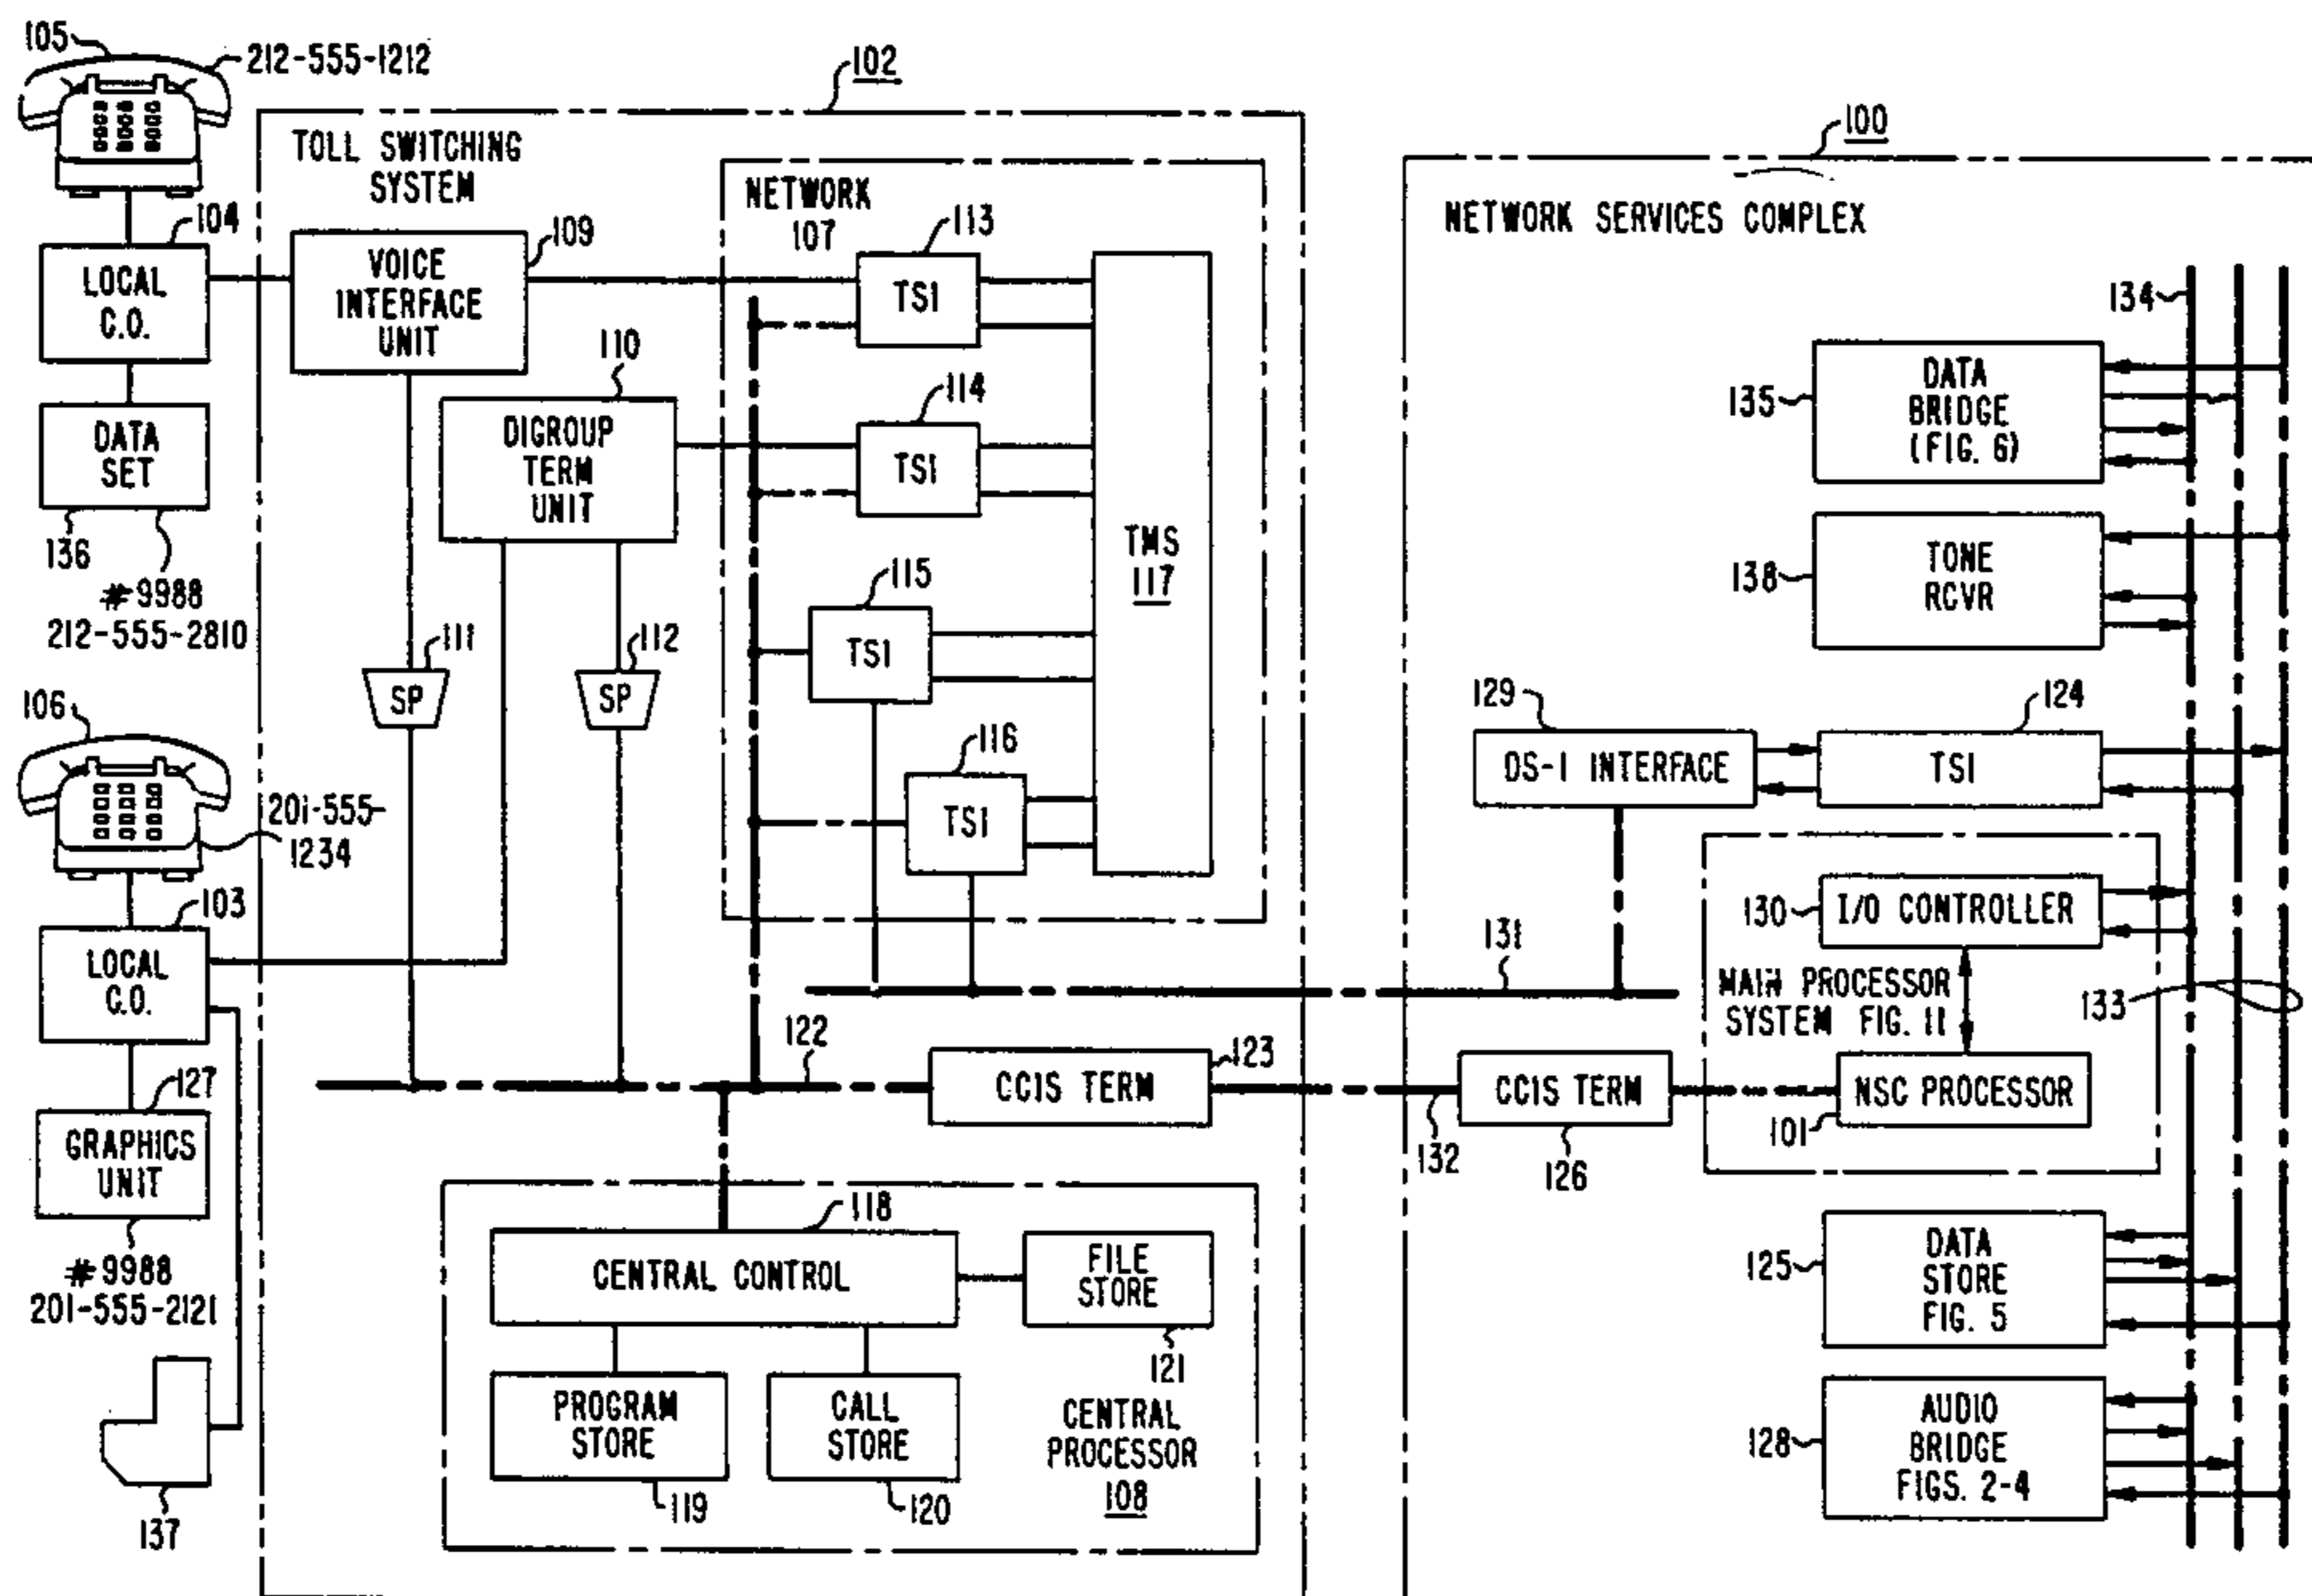 105
212-555-1212
102
TOLL SWITCHING
SYSTEM
104
LOCAL
C.O.
VOICE
INTERFACE
UNIT
109
NETWORK
107
113
TSI
110
DIGROUP
TERM
UNIT
114
TSI
TMS
117
DATA
SET
136
#9988
212-555-2810
111
SP
112
SP
115
TSI
116
TSI
106
201-555-
1234
103
LOCAL
C.O.
127
GRAPHICS
UNIT
#9988
201-555-2121
137
122
CCIS TERM
123
131
132
118
CENTRAL CONTROL
FILE
STORE
121
PROGRAM
STORE
119
CALL
STORE
120
CENTRAL
PROCESSOR
108
100
NETWORK SERVICES COMPLEX
134
135
DATA
BRIDGE
(FIG. 6)
138
TONE
RCVR
129
DS-1 INTERFACE
124
TSI
130
I/O CONTROLLER
MAIN PROCESSOR
SYSTEM FIG. 11
133
CCIS TERM
126
NSC PROCESSOR
101
125
DATA
STORE
FIG. 5
128
AUDIO
BRIDGE
FIGS. 2-4